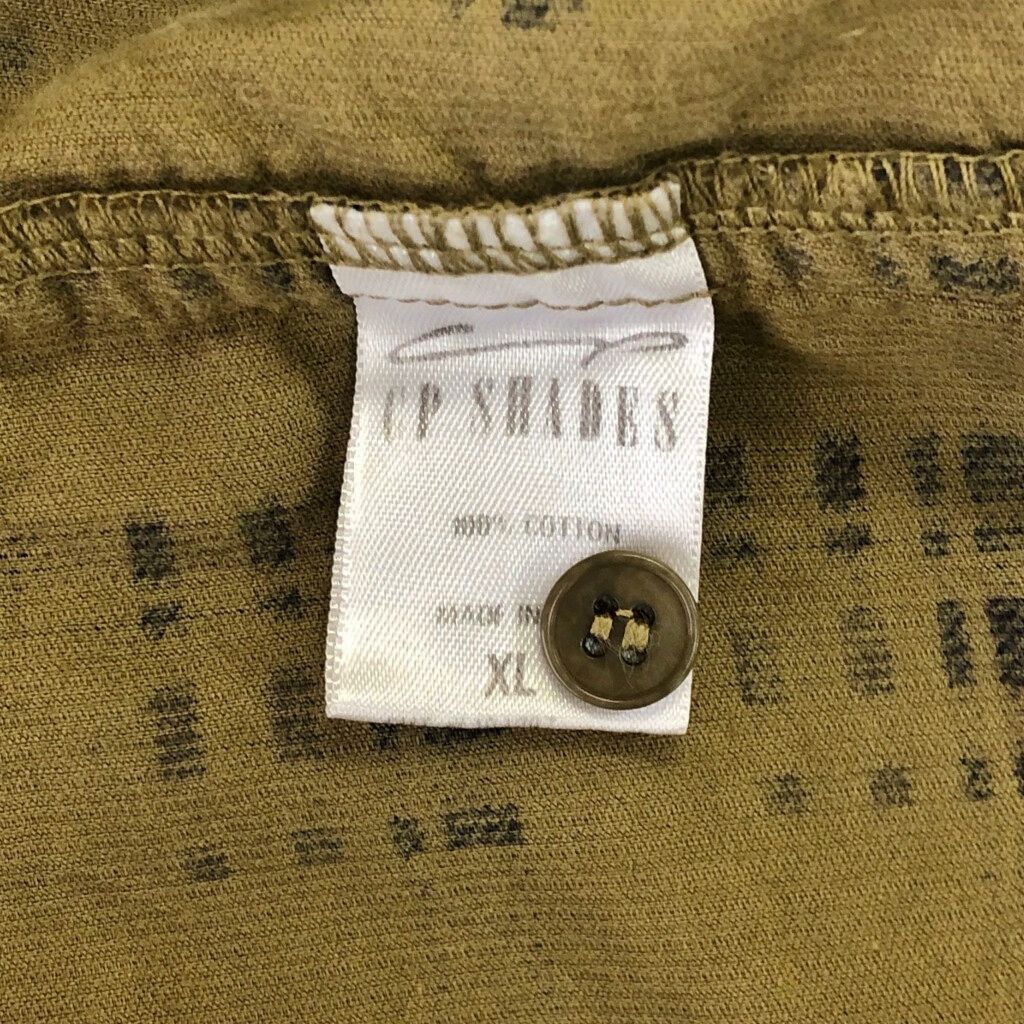 CP SHADES
100% COTTON
MADE IN
XL